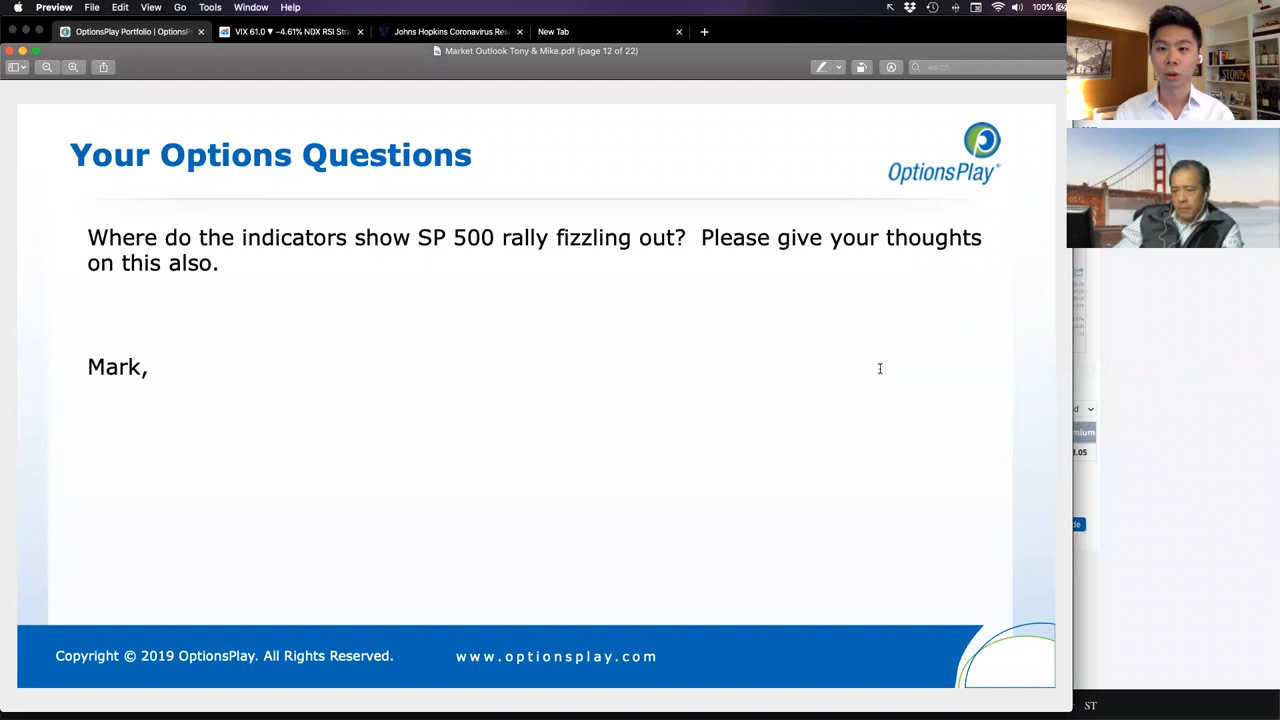 Preview File Edit View Go Tools Window Help 100%
OptionsPlay Portfolio | OptionsPl
VIX 61.0 ▼ −4.61% NDX RSI Stra
Johns Hopkins Coronavirus Res
New Tab
Market Outlook Tony & Mike.pdf (page 12 of 22)
Your Options Questions
OptionsPlay®
Where do the indicators show SP 500 rally fizzling out? Please give your thoughts
on this also.
Mark,
Copyright © 2019 OptionsPlay. All Rights Reserved.
www.optionsplay.com
ST